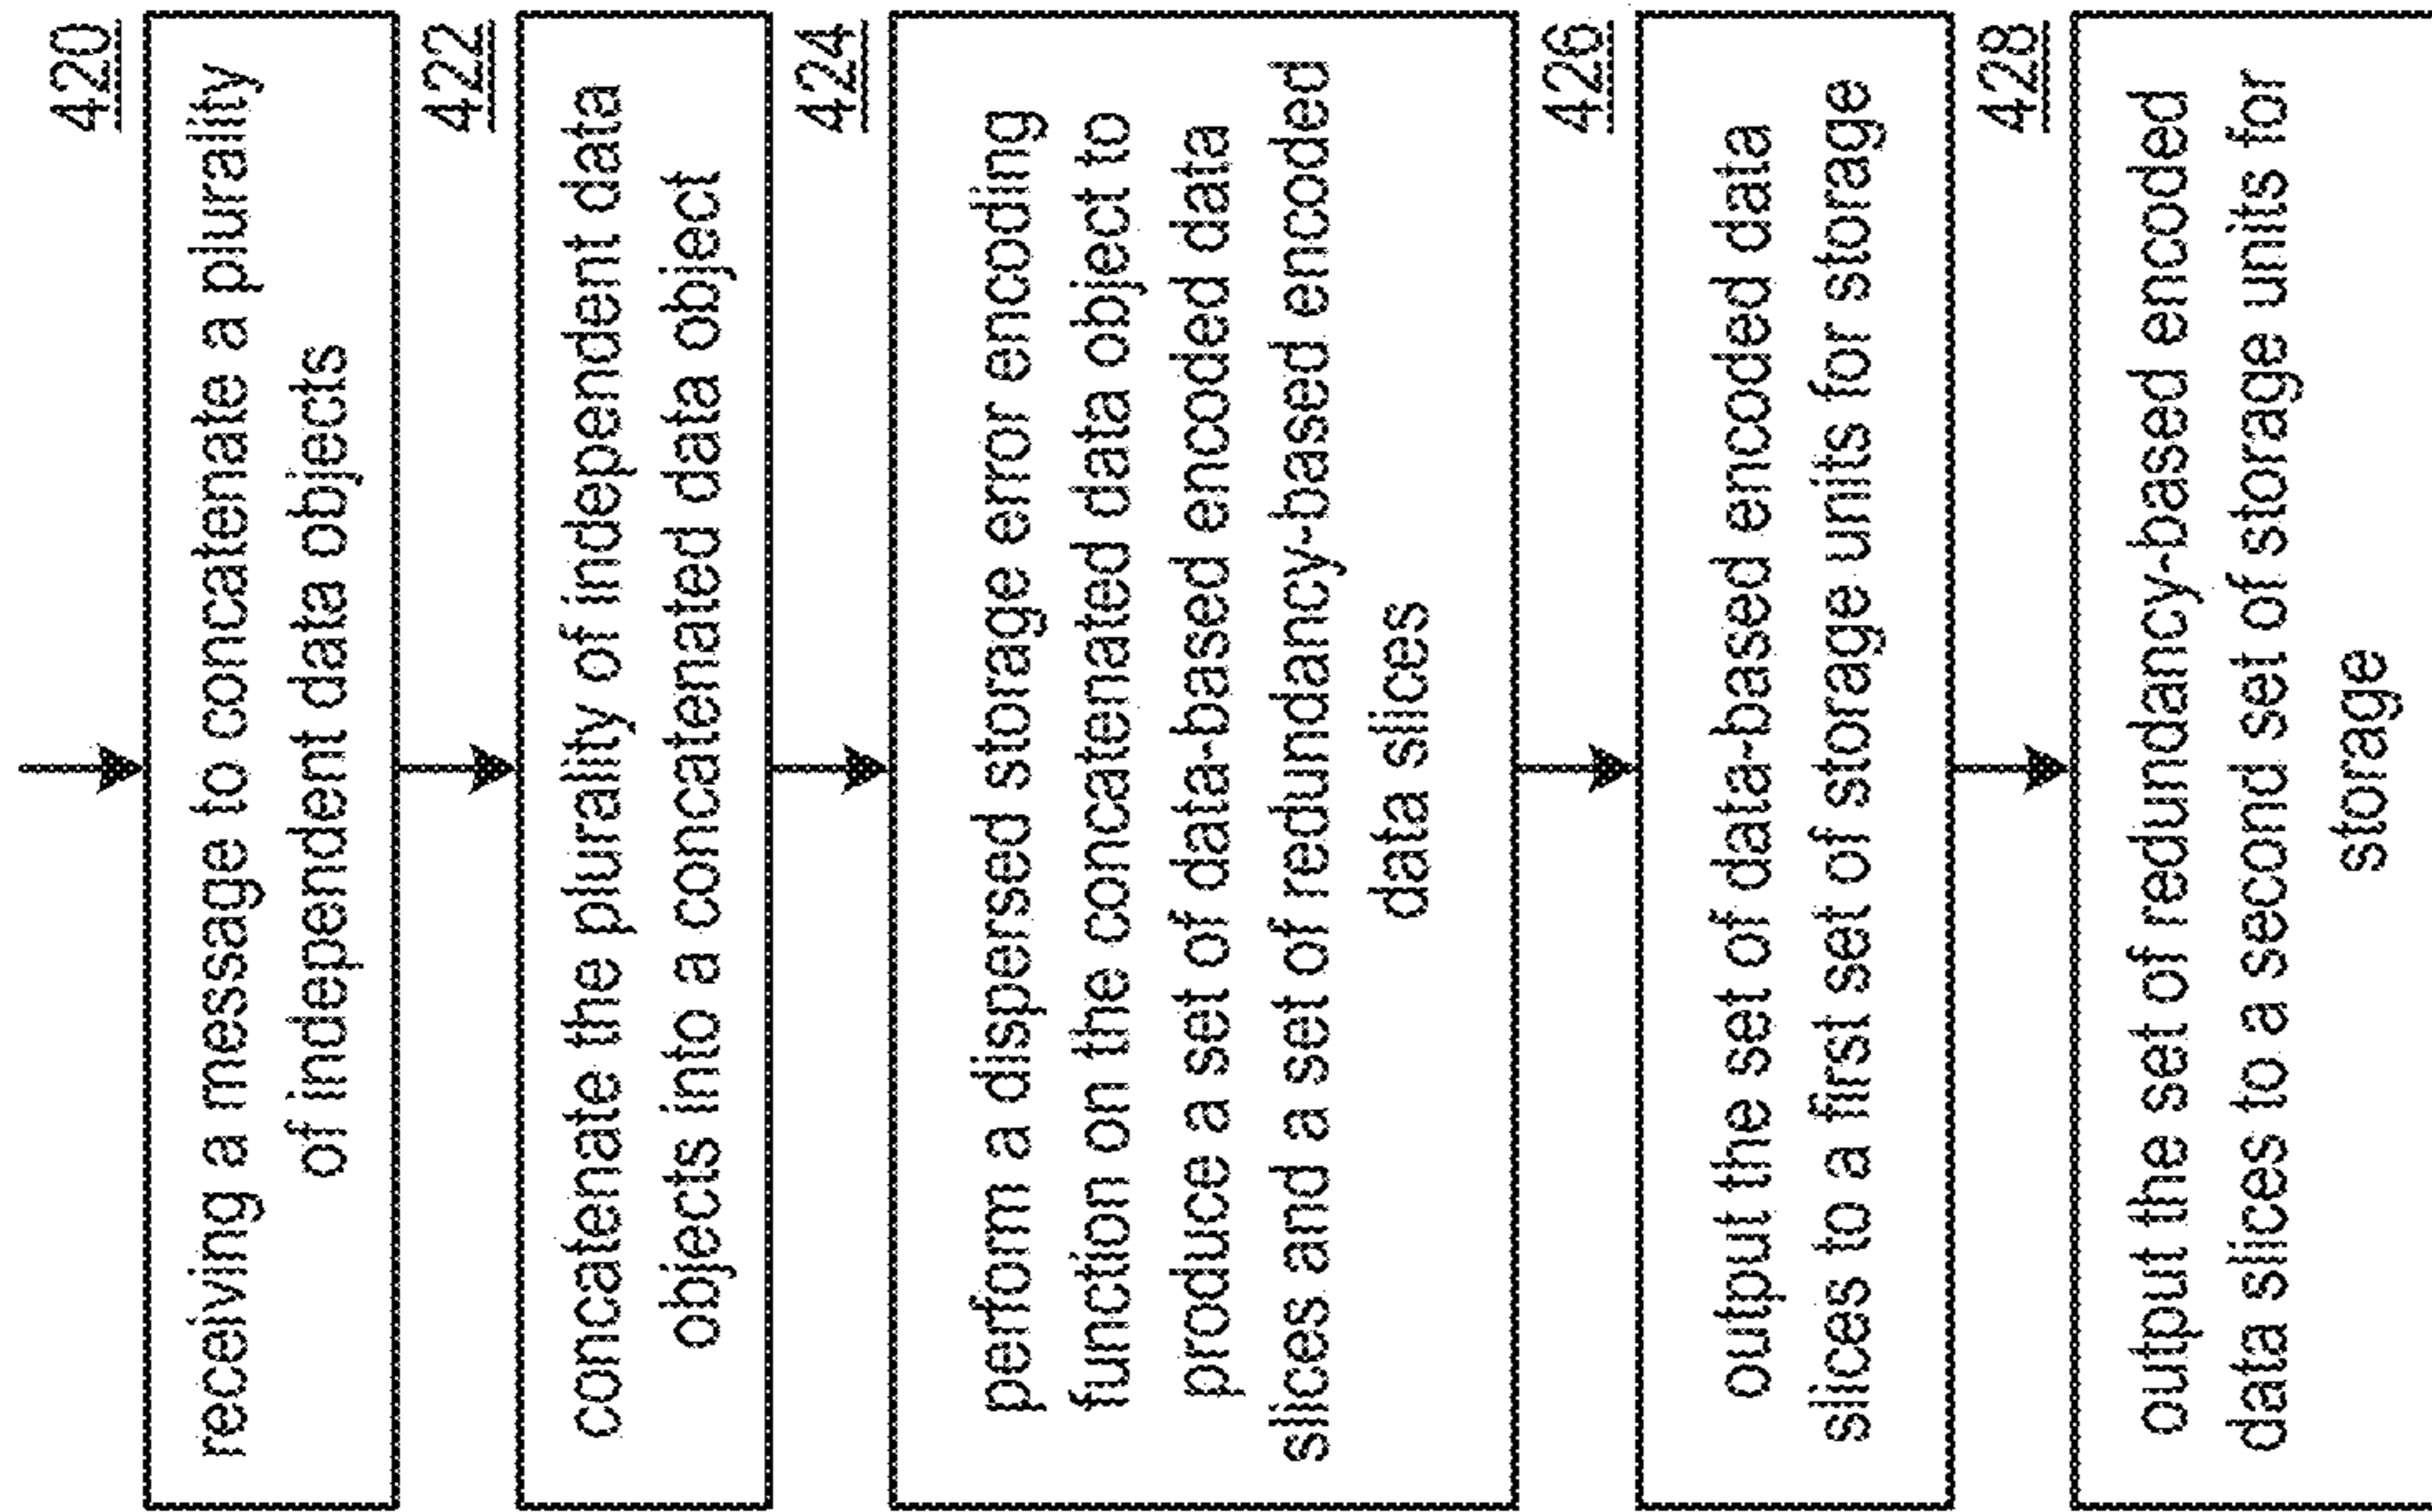 420
receiving a message to concatenate a plurality
of independent data objects
422
concatenate the plurality of independent data
objects into a concatenated data object
424
perform a dispersed storage error encoding
function on the concatenated data object to
produce a set of data-based encoded data
slices and a set of redundancy-based encoded
data slices
426
output the set of data-based encoded data
slices to a first set of storage units for storage
428
output the set of redundancy-based encoded
data slices to a second set of storage units for
storage